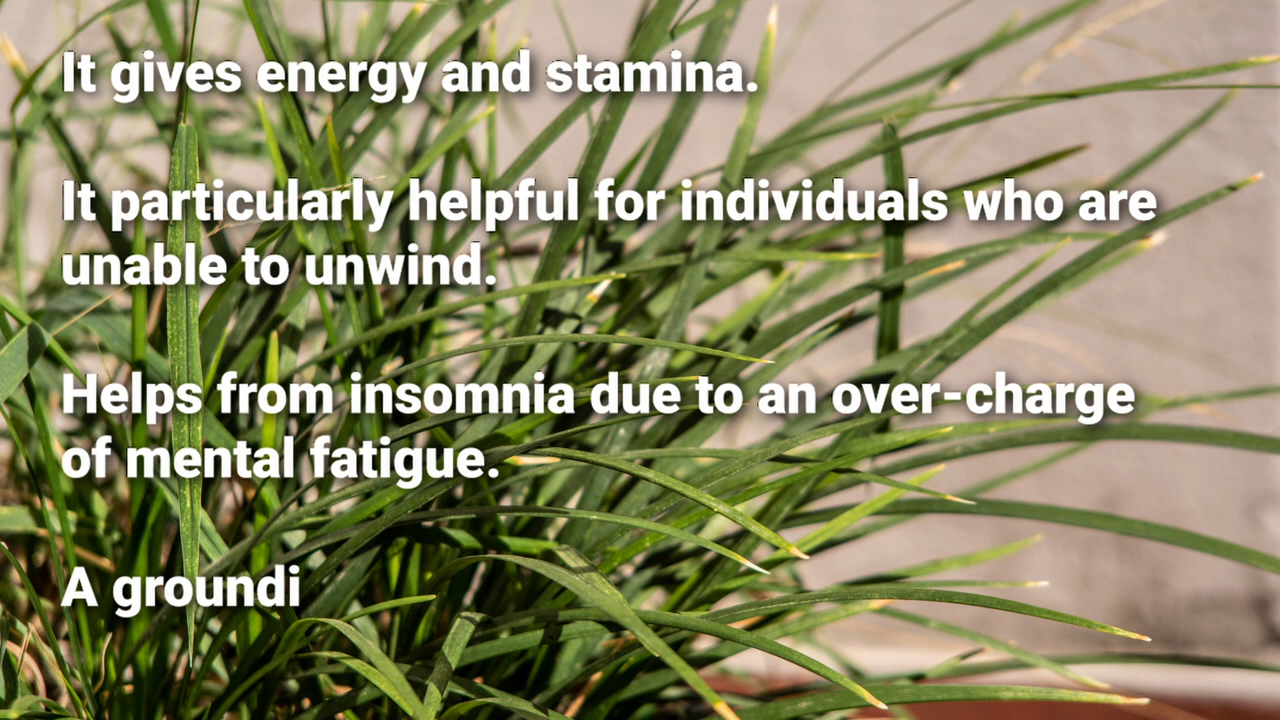 It gives energy and stamina.
It particularly helpful for individuals who are
unable to unwind.
Helps from insomnia due to an over-charge
of mental fatigue.
A groundi